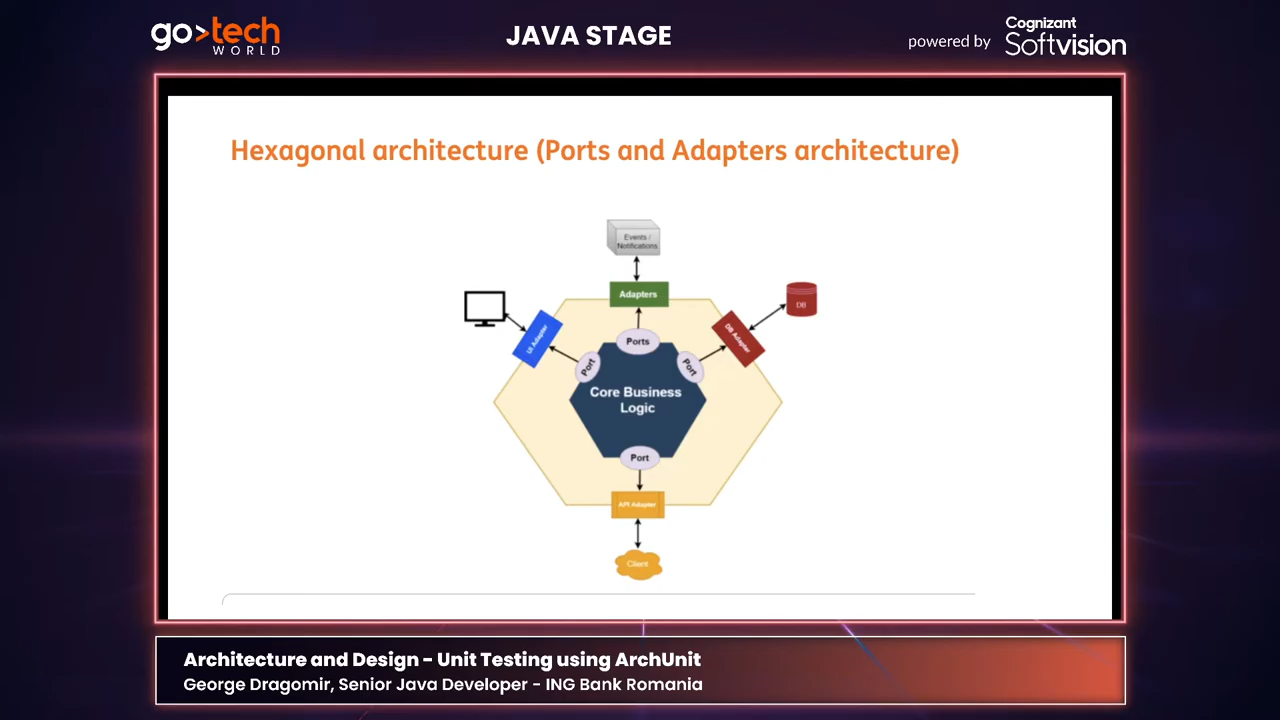 go>tech
WORLD
JAVA STAGE
powered by
Cognizant
Softvision
Hexagonal architecture (Ports and Adapters architecture)
Events /
Notifications
Adapters
DB
UI Adapter
Ports
DB Adapter
Port
Port
Core Business
Logic
Port
API Adapter
Client
Architecture and Design - Unit Testing using ArchUnit
George Dragomir, Senior Java Developer - ING Bank Romania